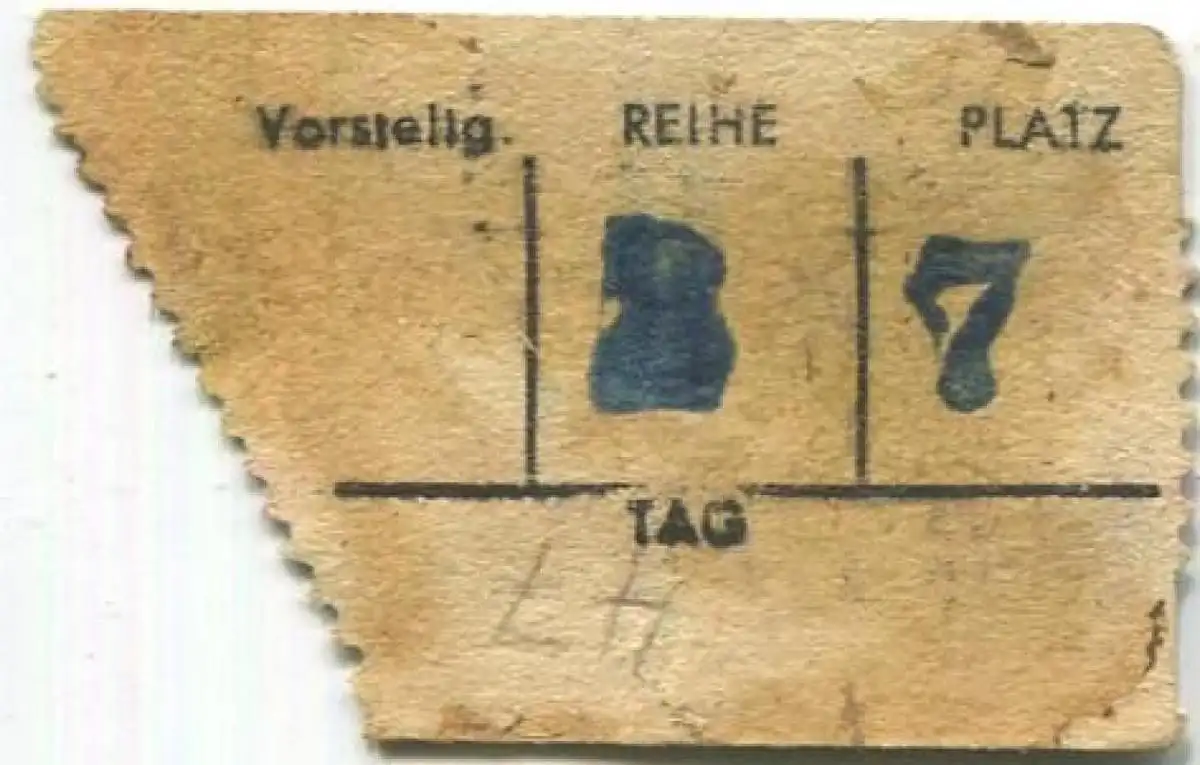 Vorstellg. REIHE PLATZ
7
TAG